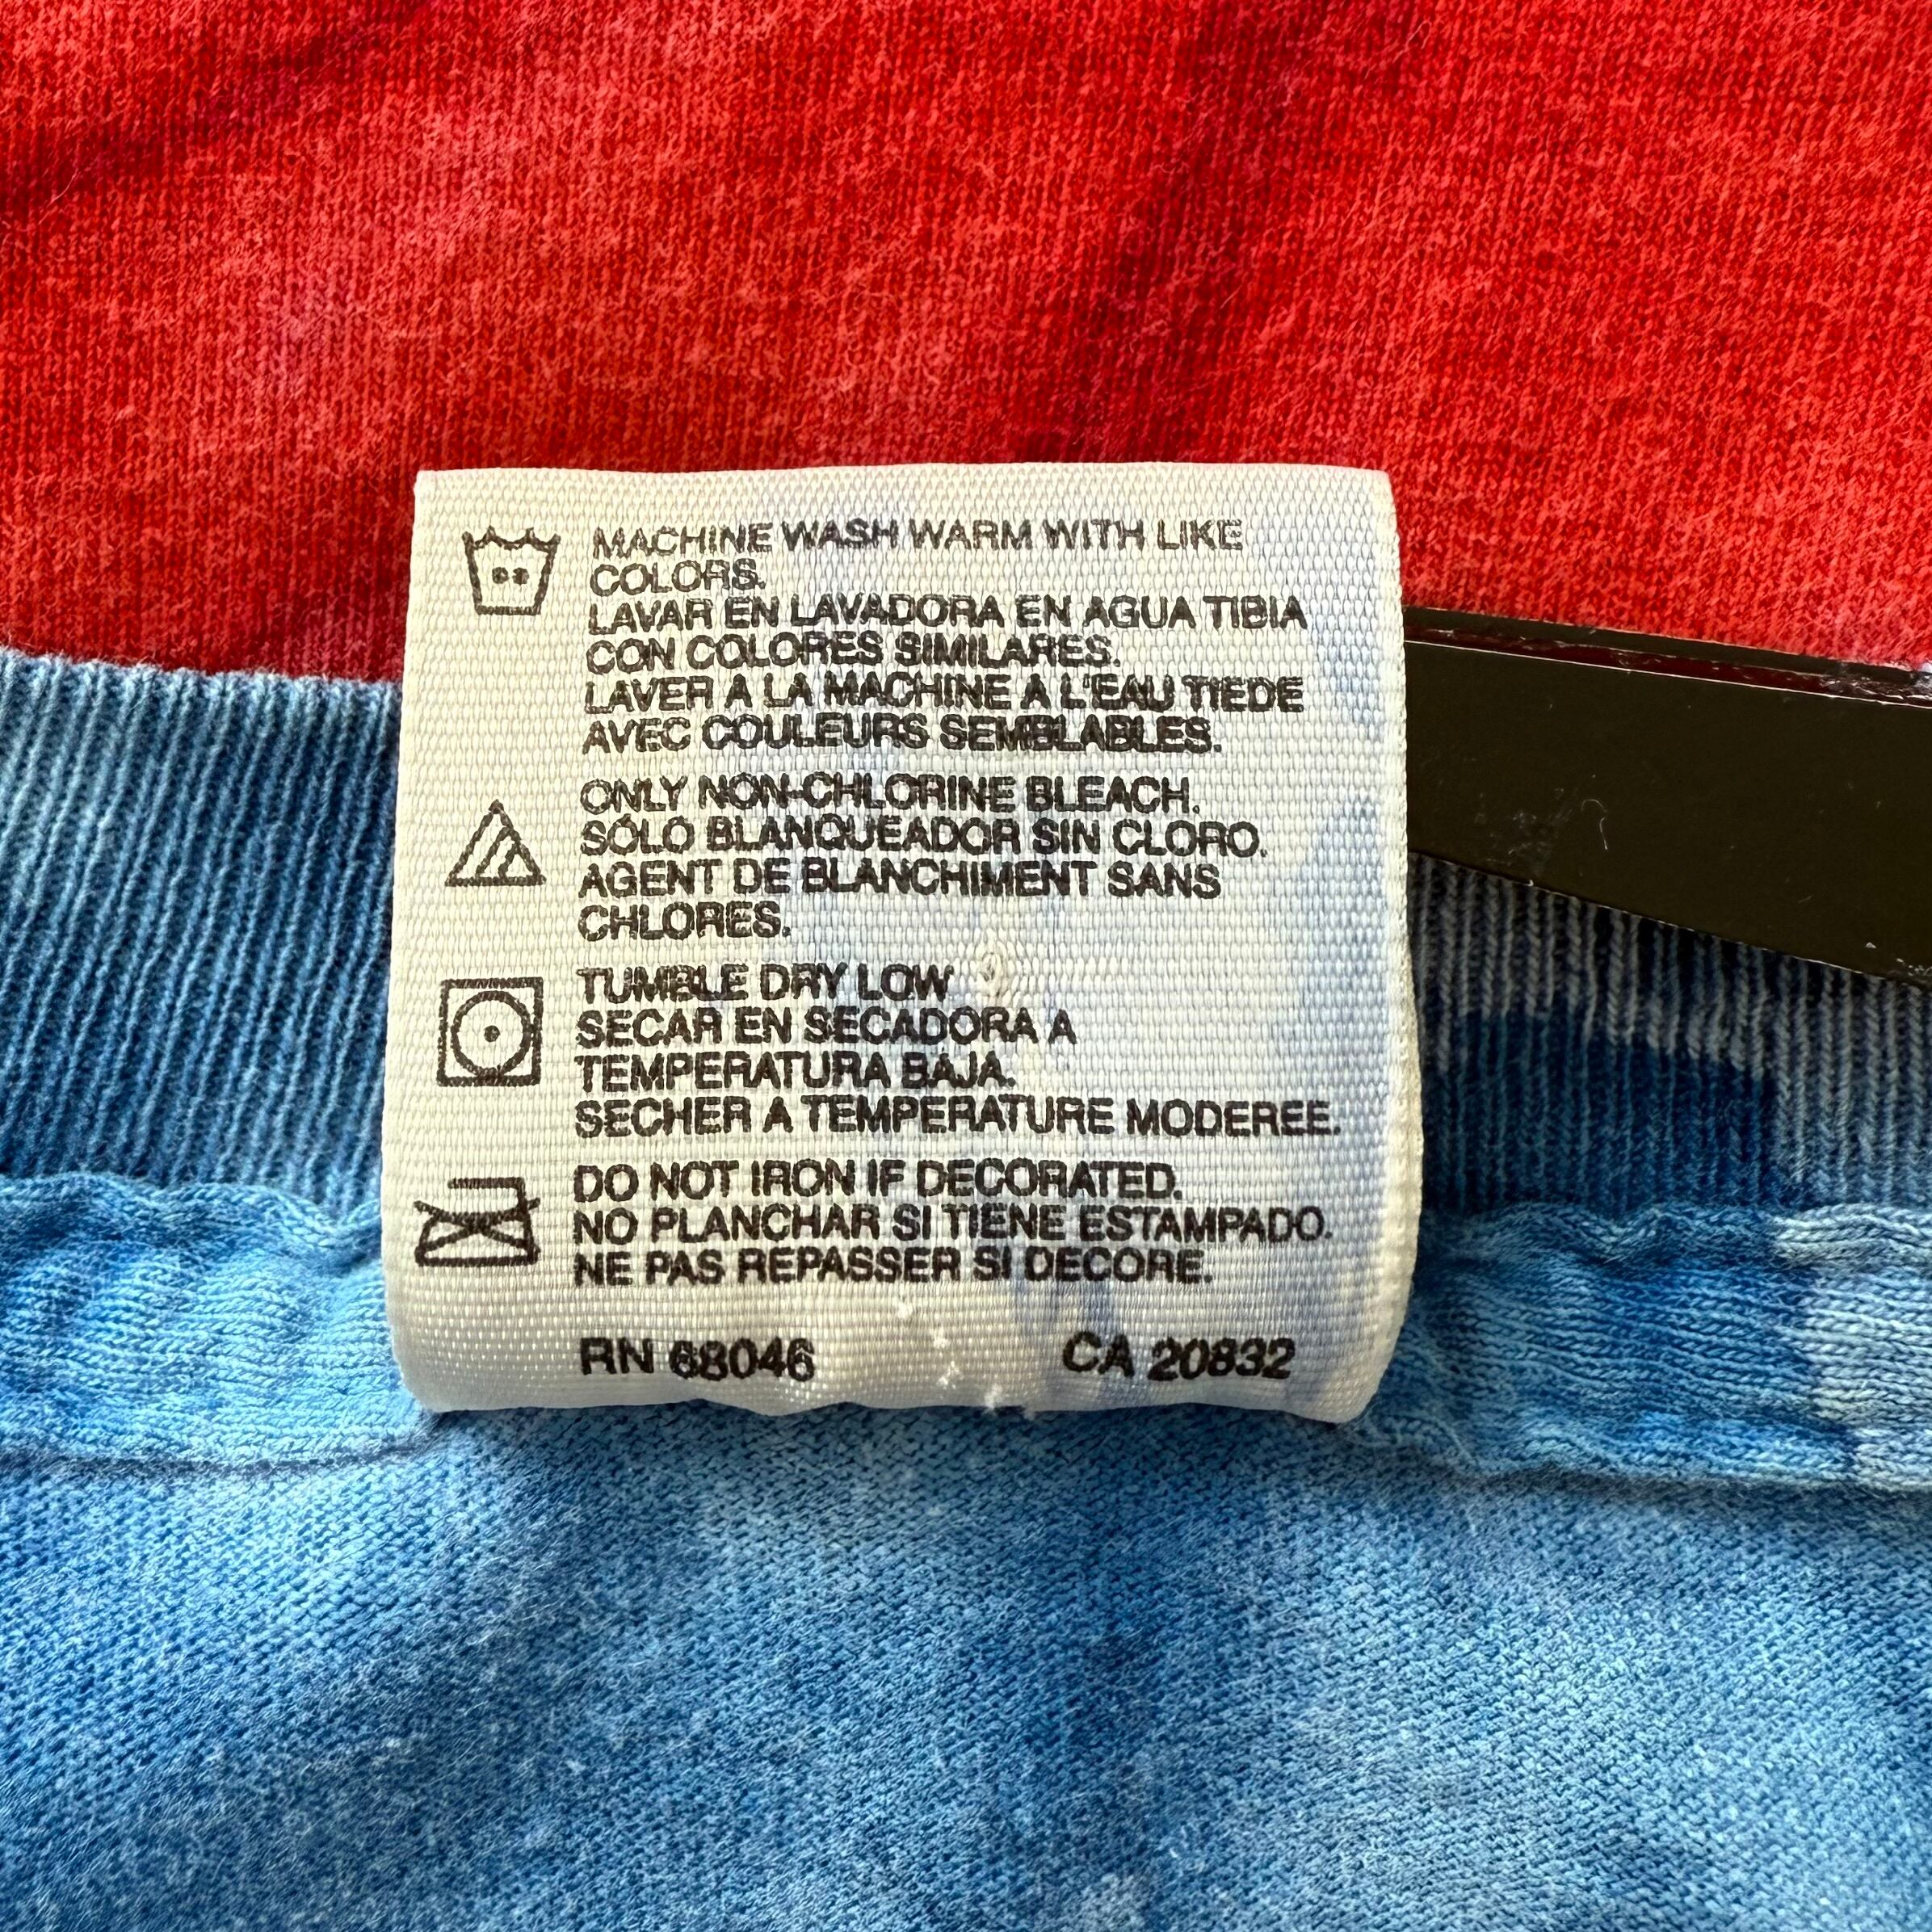 MACHINE WASH WARM WITH LIKE
COLORS.
LAVAR EN LAVADORA EN AGUA TIBIA
CON COLORES SIMILARES.
LAVER A LA MACHINE A L'EAU TIEDE
AVEC COULEURS SEMBLABLES.
ONLY NON-CHLORINE BLEACH.
SÓLO BLANQUEADOR SIN CLORO.
AGENT DE BLANCHIMENT SANS
CHLORES.
TUMBLE DRY LOW
SECAR EN SECADORA A
TEMPERATURA BAJA.
SECHER A TEMPERATURE MODEREE.
DO NOT IRON IF DECORATED.
NO PLANCHAR SI TIENE ESTAMPADO.
NE PAS REPASSER SI DECORE.
RN 68046 CA 20832